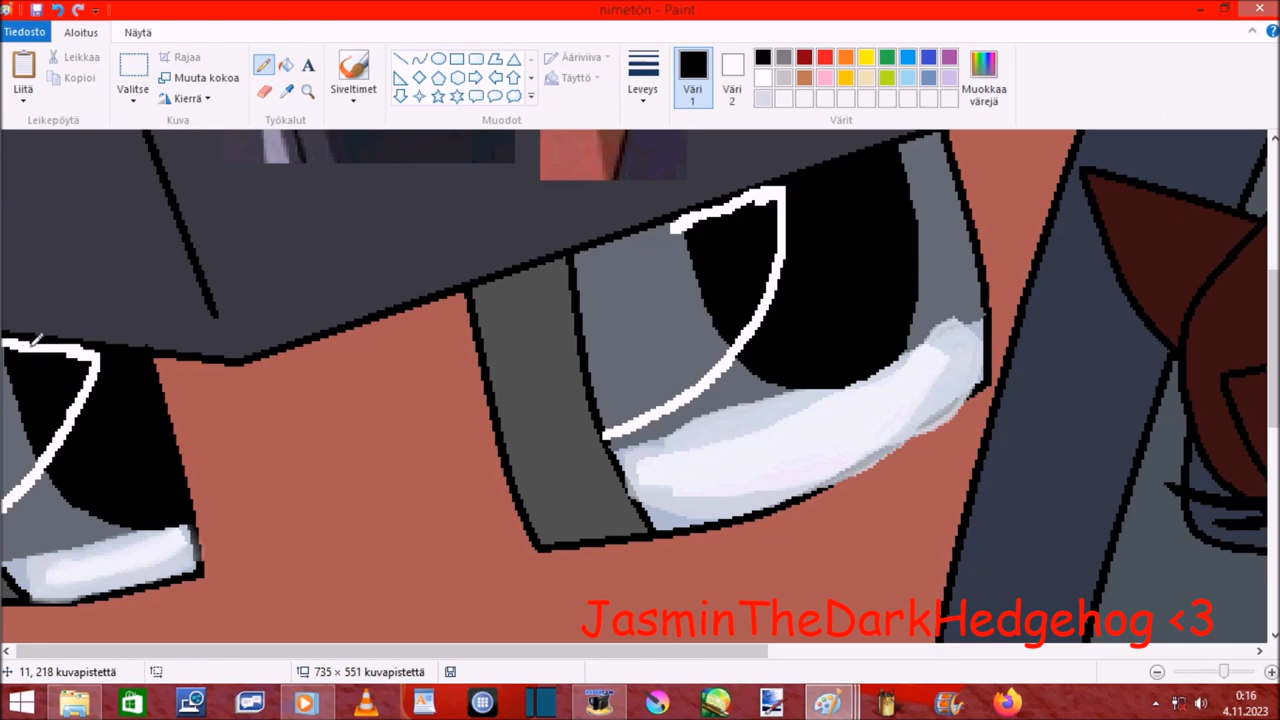 nimetön - Paint
Tiedosto Aloitus Näytä
Liitä
Leikkaa
Kopioi
Leikepöytä
Valitse
Rajaa
Muuta kokoa
Kierrä
Kuva
A
Työkalut
Siveltimet
Ääriviiva
Täyttö
Muodot
Leveys
Väri 1
Väri 2
Muokkaa värejä
Värit
JasminTheDarkHedgehog <3
11, 218 kuvapistettä
735 × 551 kuvapistettä
0:16
4.11.2023